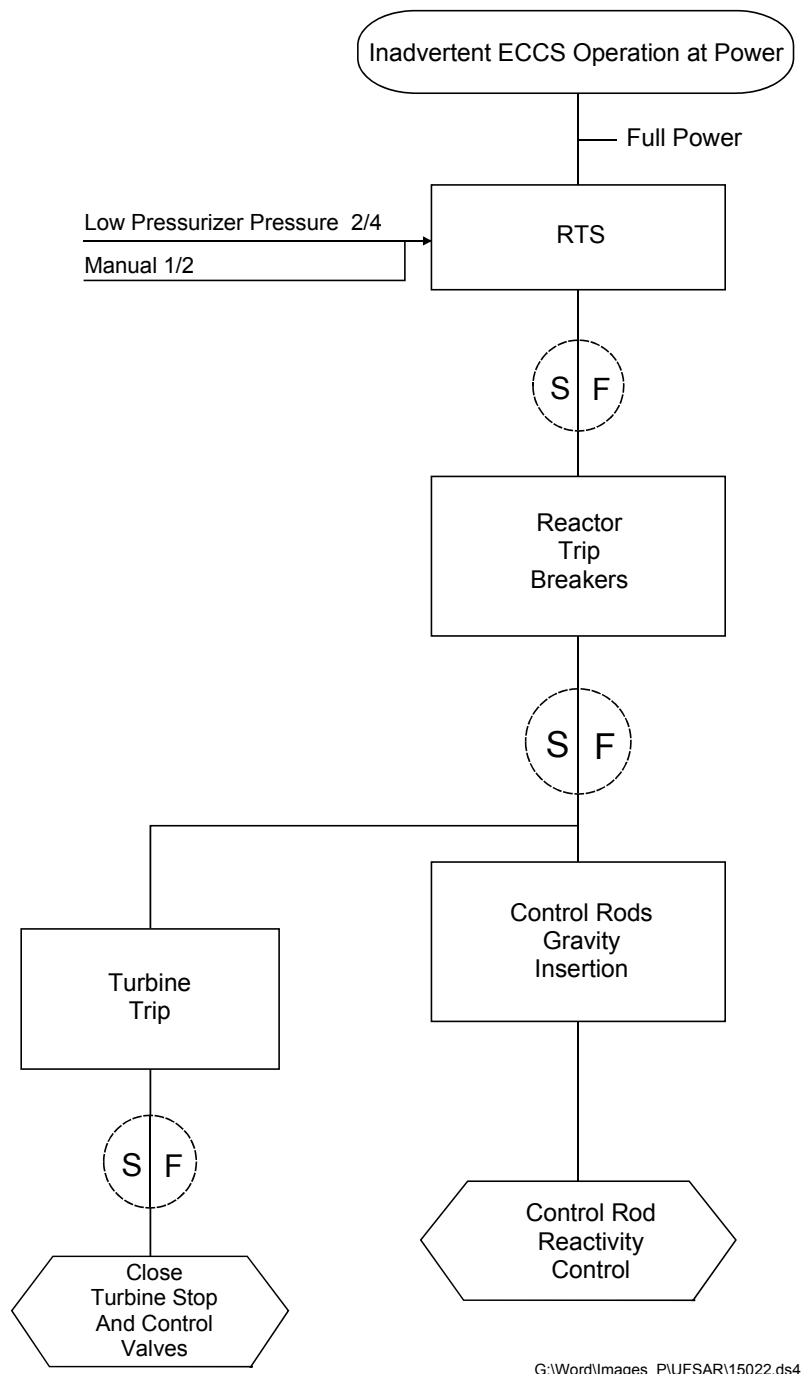 Inadvertent ECCS Operation at Power
Full Power
Low Pressurizer Pressure 2/4
Manual 1/2
RTS
S F
Reactor
Trip
Breakers
S F
Control Rods
Gravity
Insertion
Turbine
Trip
S F
Control Rod
Reactivity
Control
Close
Turbine Stop
And Control
Valves
G:\Word\Images_P\UFSAR\15022.ds4